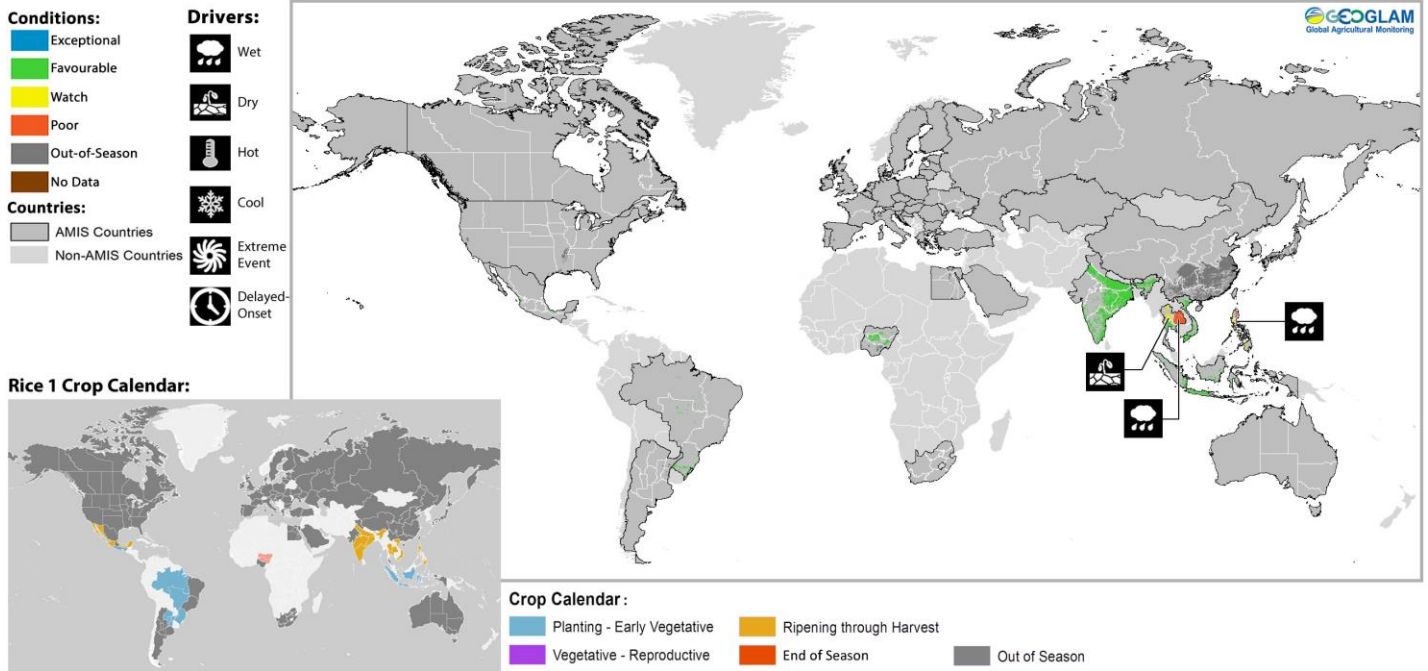 Conditions:
Exceptional
Favourable
Watch
Poor
Out-of-Season
No Data
Countries:
AMIS Countries
Non-AMIS Countries
Drivers:
Wet
Dry
Hot
Cool
Extreme
Event
Delayed-
Onset
GEOGLAM
Global Agricultural Monitoring
Rice 1 Crop Calendar:
Crop Calendar :
Planting - Early Vegetative
Vegetative - Reproductive
Ripening through Harvest
End of Season
Out of Season